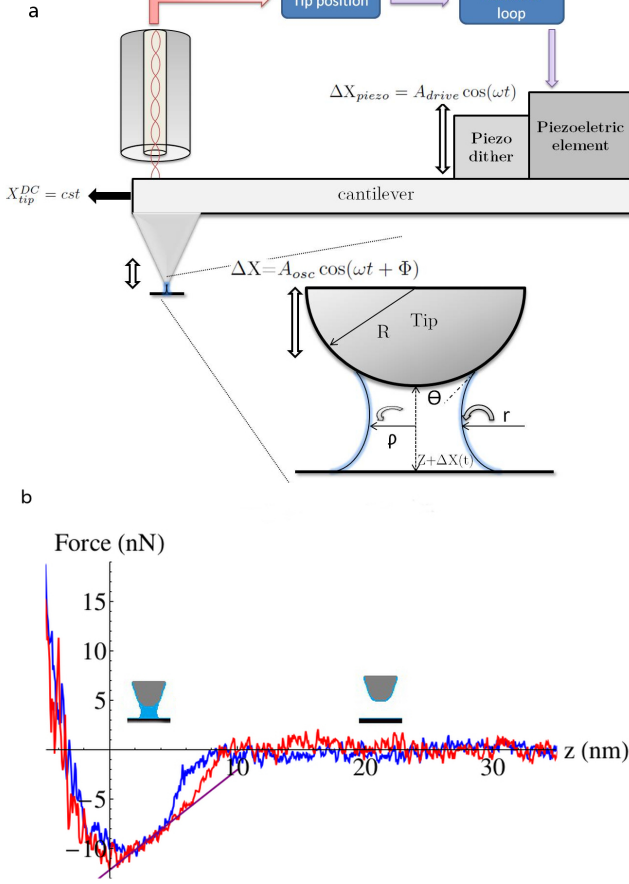 a
Tip position
loop
ΔX_piezo = A_drive cos(ωt)
Piezo
dither
Piezoeletric
element
X_tip^DC = cst
cantilever
ΔX=A_osc cos(ωt + Φ)
R
Tip
Θ
r
ρ
Z+ΔX(t)
b
Force (nN)
15
10
5
z (nm)
10
20
30
−5
−10